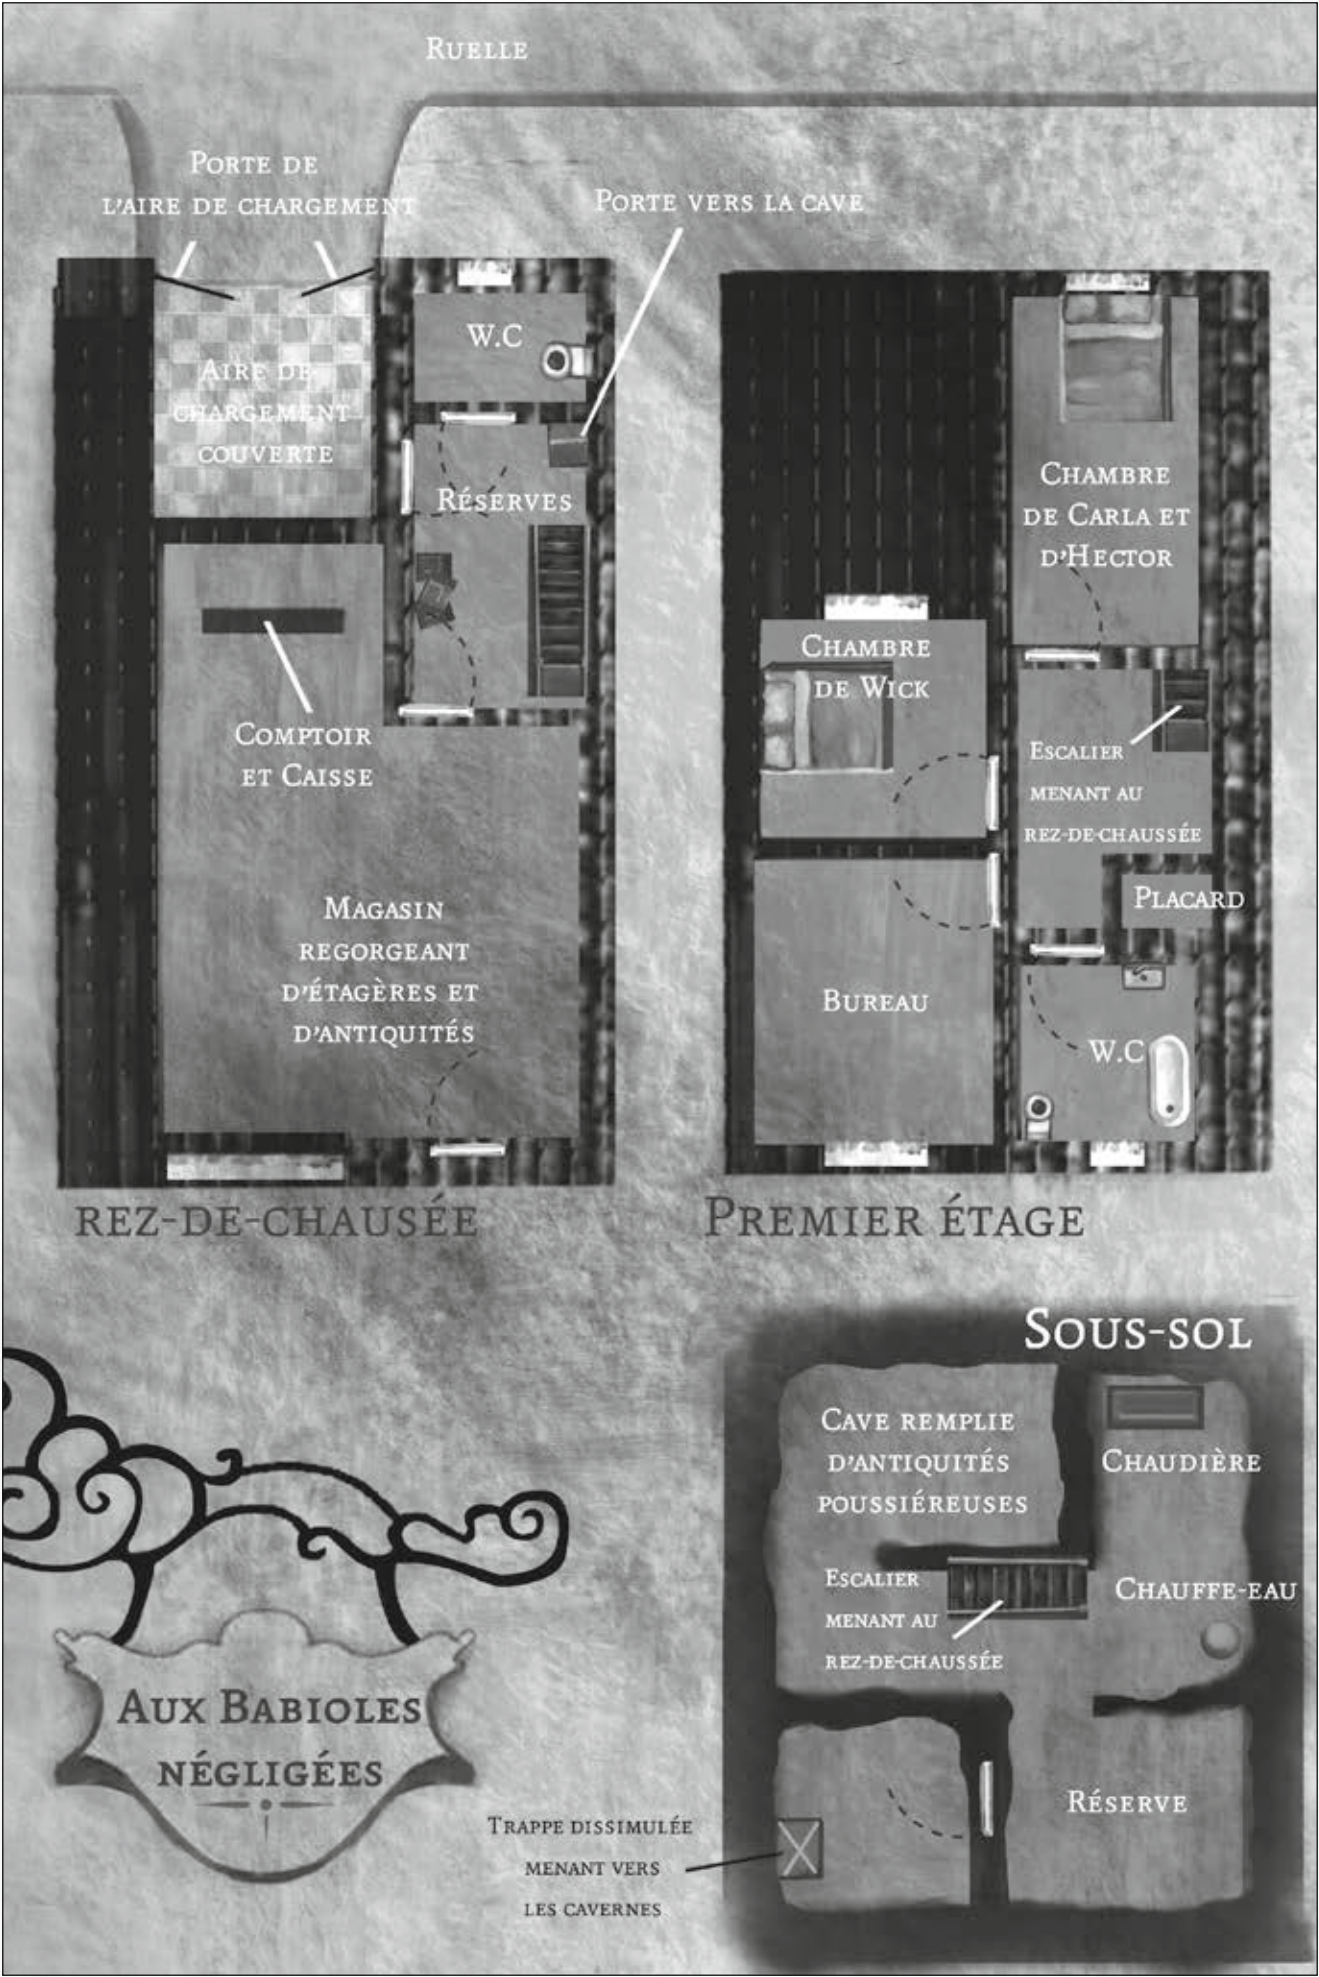 Ruelle
Porte de
l'aire de chargement
Porte vers la cave
W.C
Aire de
chargement
couverte
Réserves
Comptoir
et Caisse
Magasin
regorgeant
d'étagères et
d'antiquités
rez-de-chausée
Chambre
de Carla et
d'Hector
Chambre
de Wick
Escalier
menant au
rez-de-chaussée
Placard
Bureau
W.C
Premier étage
Sous-sol
Cave remplie
d'antiquités
poussiéreuses
Chaudière
Escalier
menant au
rez-de-chaussée
Chauffe-eau
Réserve
Trappe dissimulée
menant vers
les cavernes
Aux Babioles
négligées